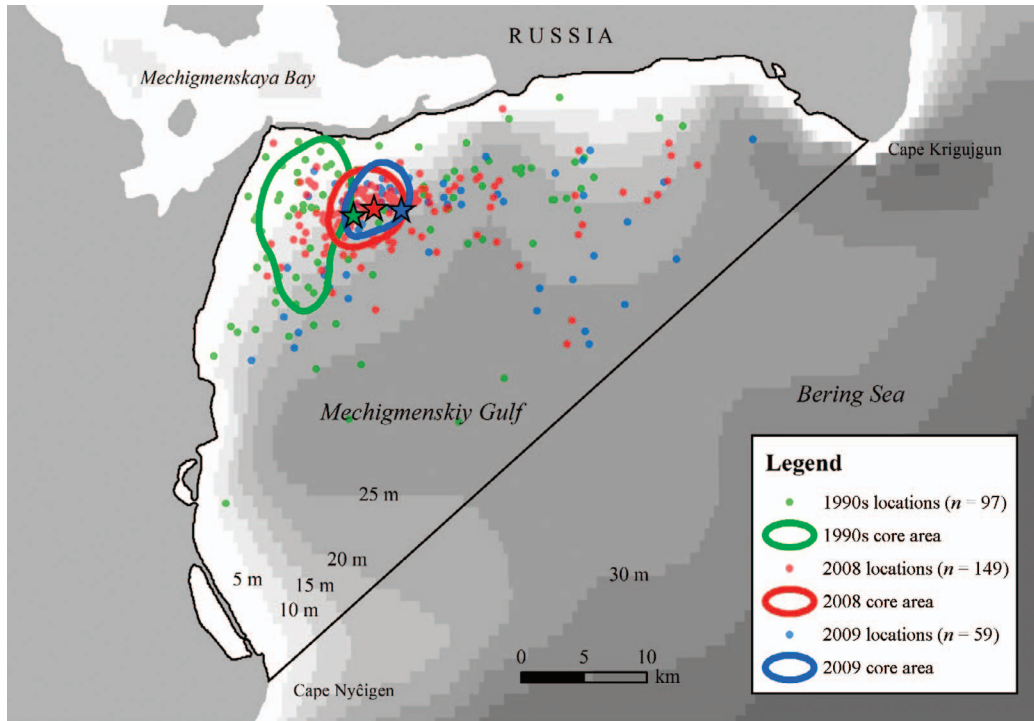 RUSSIA
Mechigmenskaya Bay
Cape Krigujgun
Mechigmenskiy Gulf
Bering Sea
25 m
20 m
5 m
15 m
10 m
30 m
Cape Nyĉigen
0 5 10
km
Legend
1990s locations (n = 97)
1990s core area
2008 locations (n = 149)
2008 core area
2009 locations (n = 59)
2009 core area